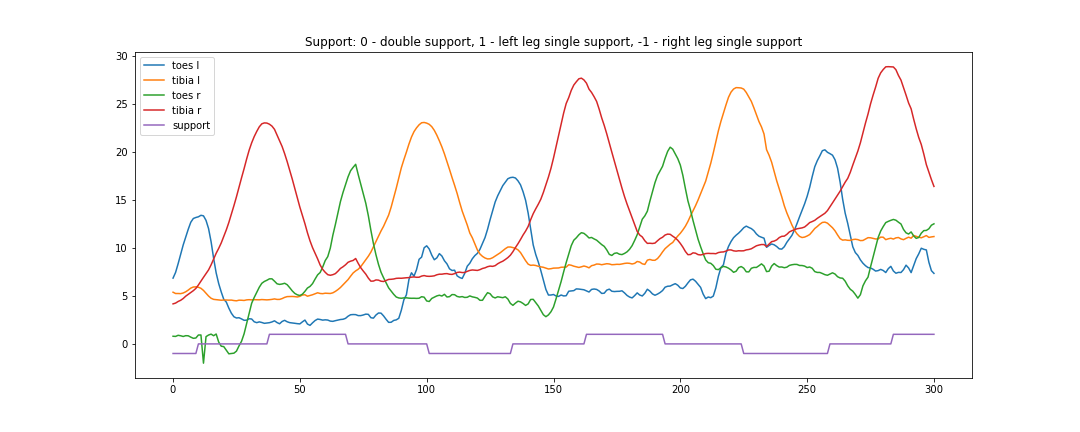 Support: 0 - double support, 1 - left leg single support, -1 - right leg single support
30
25
20
15
10
5
0
toes l
tibia l
toes r
tibia r
support
0 50 100 150 200 250 300